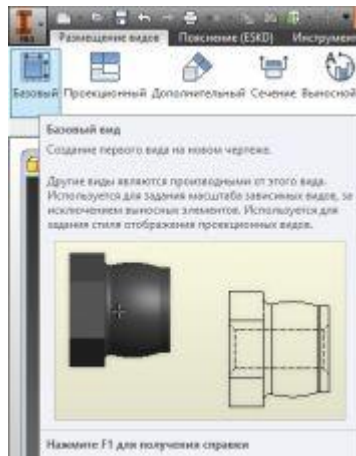 Размещение видов Пояснение (ESKD) Инструмен
Базовый Проекционный Дополнительный Сечение Выносной
Базовый вид
Создание первого вида на новом чертеже.
Другие виды являются производными от этого вида.
Используется для задания масштаба зависимых видов, за
исключением выносных элементов. Используется для
задания стиля отображения проекционных видов.
Нажмите F1 для получения справки